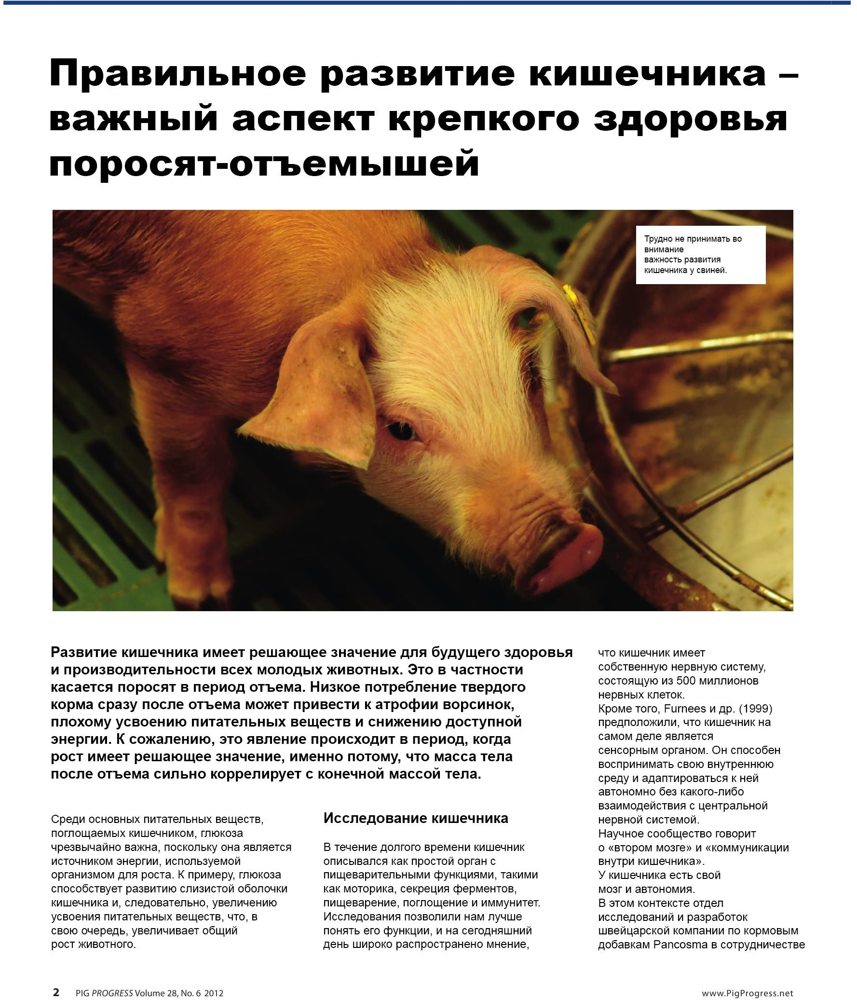 Правильное развитие кишечника –
важный аспект крепкого здоровья
поросят-отъемышей
Трудно не принимать во
внимание
важность развития
кишечника у свиней.
Развитие кишечника имеет решающее значение для будущего здоровья
и производительности всех молодых животных. Это в частности
касается поросят в период отъема. Низкое потребление твердого
корма сразу после отъема может привести к атрофии ворсинок,
плохому усвоению питательных веществ и снижению доступной
энергии. К сожалению, это явление происходит в период, когда
рост имеет решающее значение, именно потому, что масса тела
после отъема сильно коррелирует с конечной массой тела.
Среди основных питательных веществ,
поглощаемых кишечником, глюкоза
чрезвычайно важна, поскольку она является
источником энергии, используемой
организмом для роста. К примеру, глюкоза
способствует развитию слизистой оболочки
кишечника и, следовательно, увеличению
усвоения питательных веществ, что, в
свою очередь, увеличивает общий
рост животного.
Исследование кишечника
В течение долгого времени кишечник
описывался как простой орган с
пищеварительными функциями, такими
как моторика, секреция ферментов,
пищеварение, поглощение и иммунитет.
Исследования позволили нам лучше
понять его функции, и на сегодняшний
день широко распространено мнение,
что кишечник имеет
собственную нервную систему,
состоящую из 500 миллионов
нервных клеток.
Кроме того, Furnees и др. (1999)
предположили, что кишечник на
самом деле является
сенсорным органом. Он способен
воспринимать свою внутреннюю
среду и адаптироваться к ней
автономно без какого-либо
взаимодействия с центральной
нервной системой.
Научное сообщество говорит
о «втором мозге» и «коммуникации
внутри кишечника».
У кишечника есть свой
мозг и автономия.
В этом контексте отдел
исследований и разработок
швейцарской компании по кормовым
добавкам Pancosma в сотрудничестве
2 PIG PROGRESS Volume 28, No. 6 2012
www.PigProgress.net